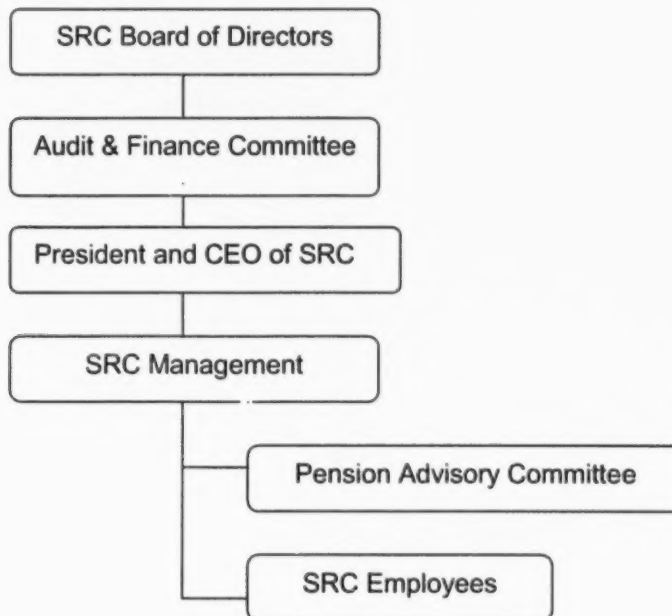 SRC Board of Directors
Audit & Finance Committee
President and CEO of SRC
SRC Management
Pension Advisory Committee
SRC Employees